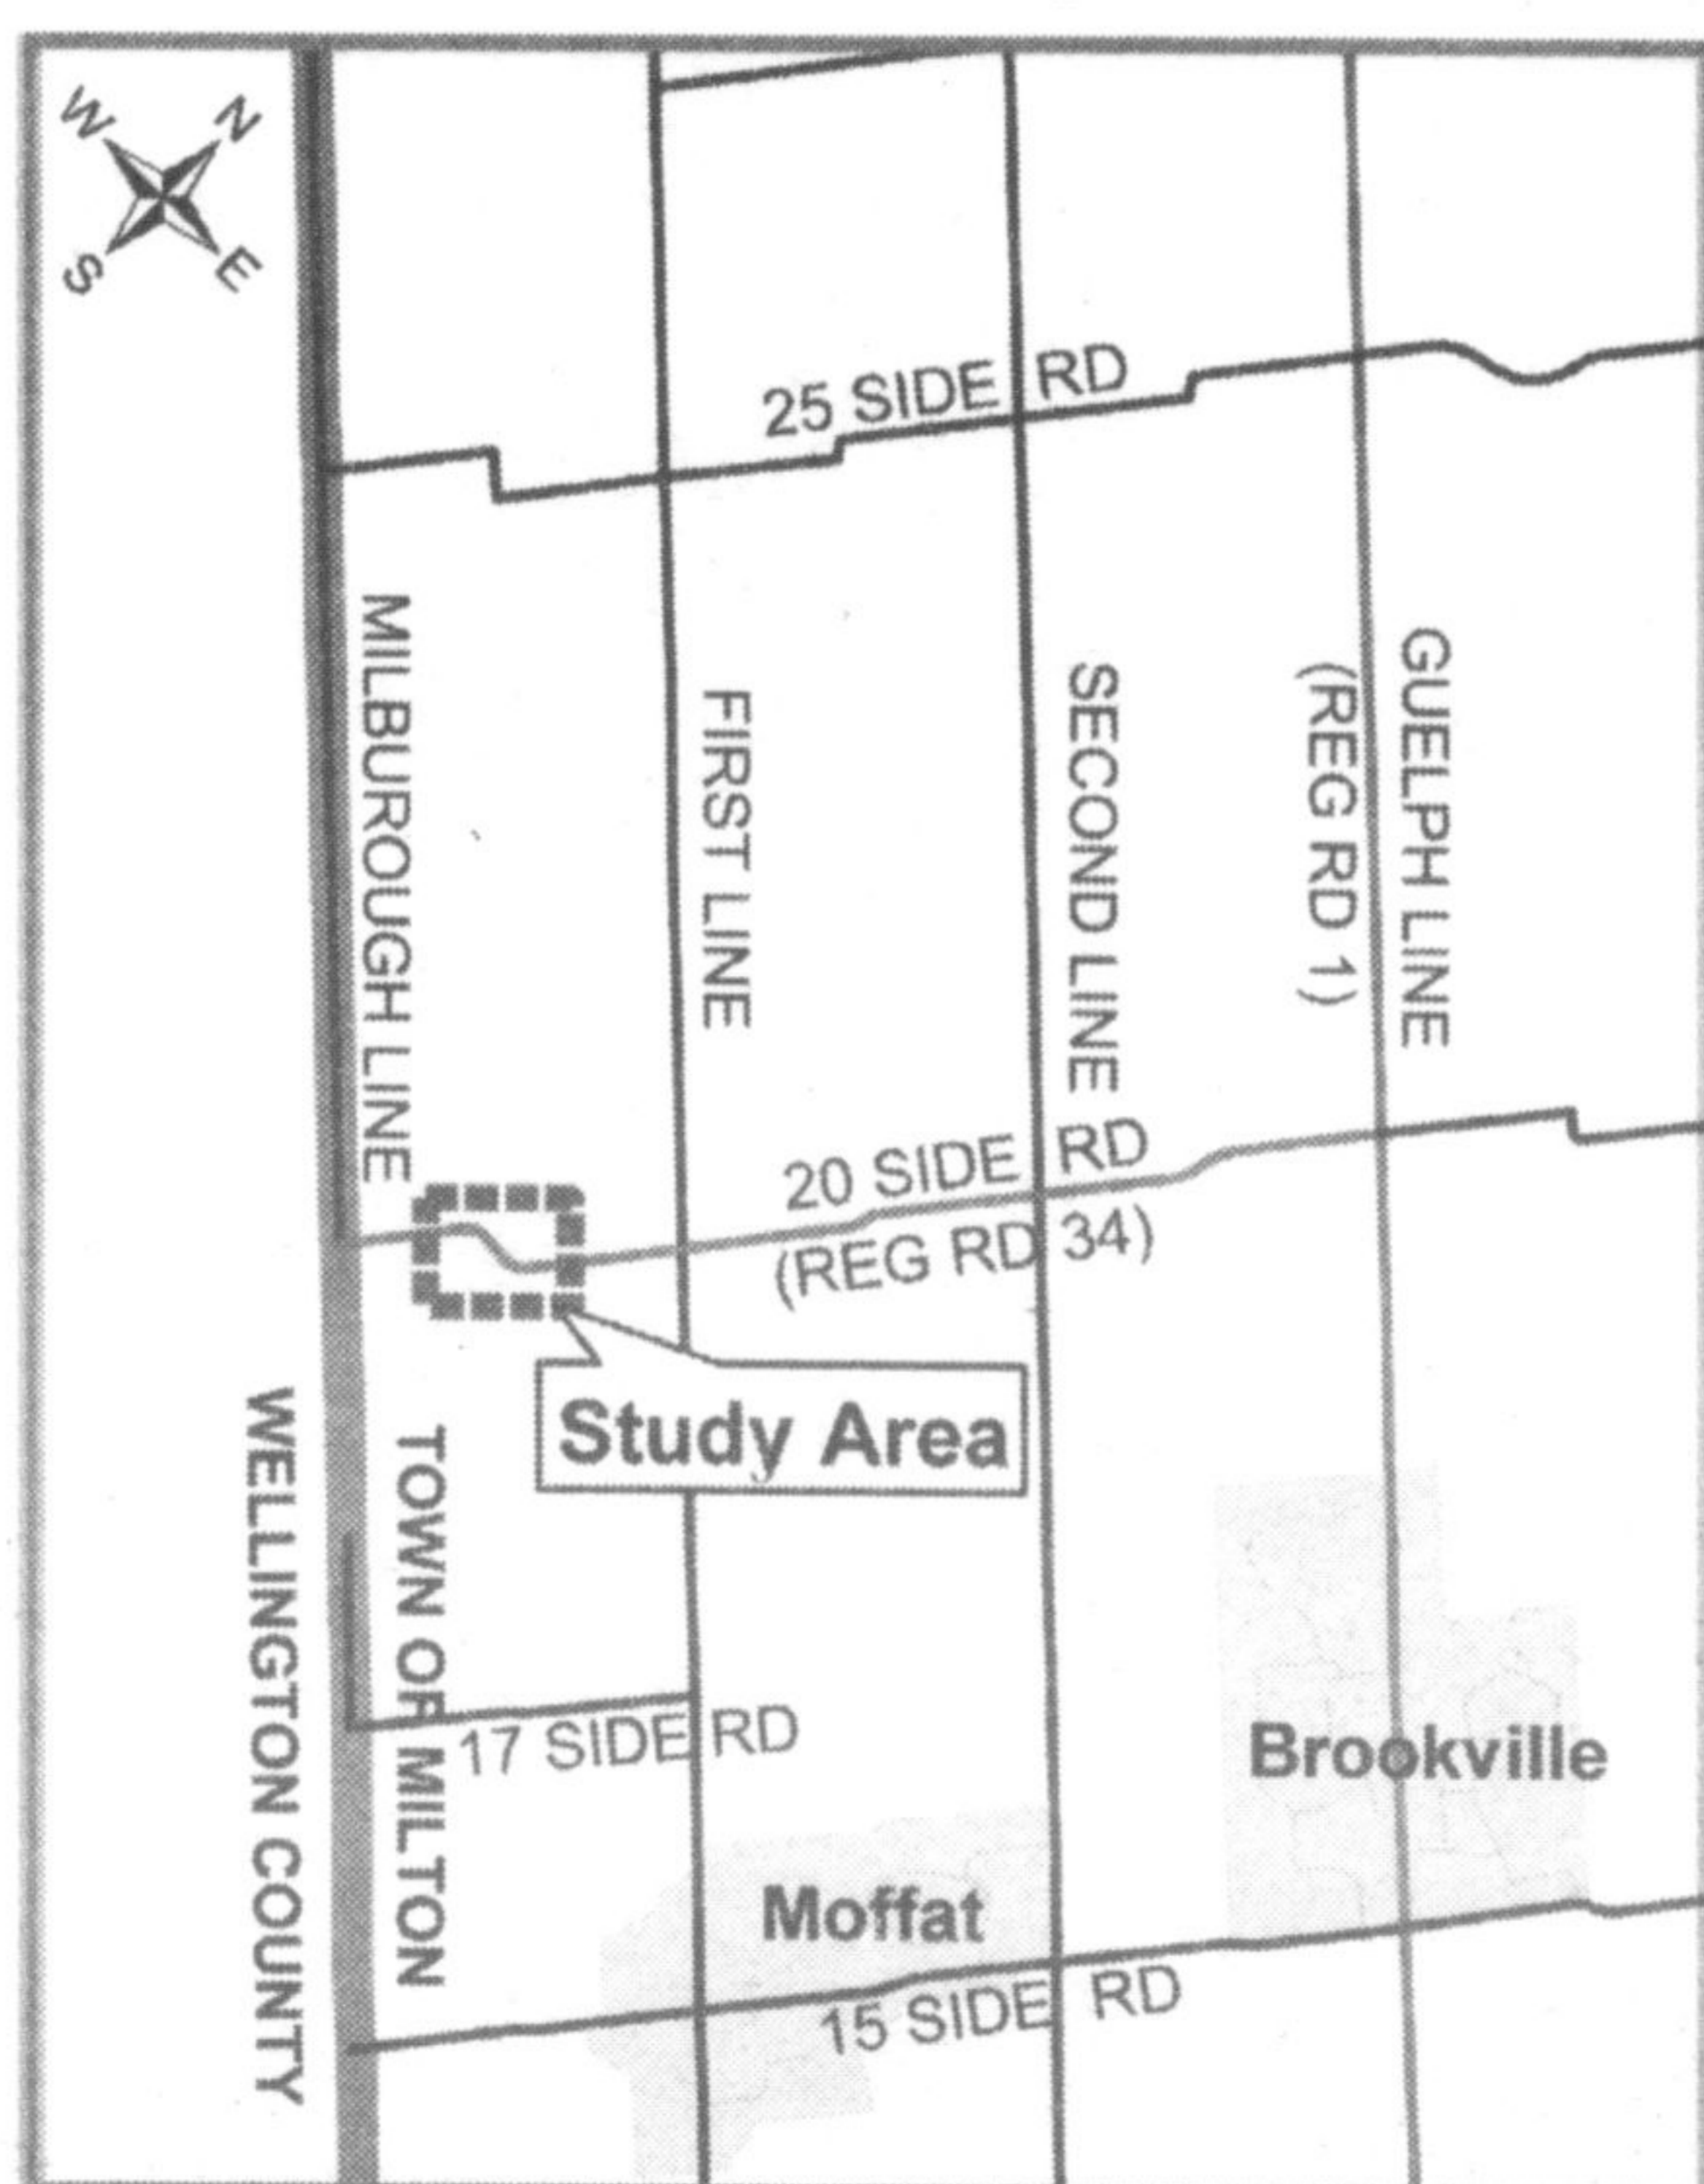 W
N
S
E
25 SIDE RD
MILBUROUGH LINE
FIRST LINE
SECOND LINE
(REG RD 1)
GUELPH LINE
20 SIDE RD
(REG RD 34)
Study Area
WELLINGTON COUNTY
TOWN OF MILTON
17 SIDE RD
Brookville
Moffat
15 SIDE RD